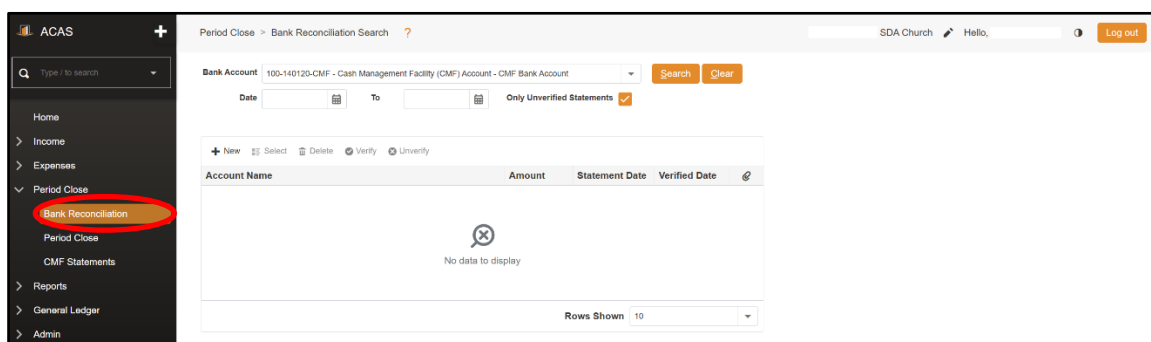 ACAS
Period Close > Bank Reconciliation Search ?
SDA Church Hello, Log out
Type / to search
Bank Account 100-140120-CMF - Cash Management Facility (CMF) Account - CMF Bank Account Search Clear
Date To Only Unverified Statements
Home
Income
Expenses
Period Close
Bank Reconciliation
Period Close
CMF Statements
Reports
General Ledger
Admin
New Select Delete Verify Unverify
Account Name Amount Statement Date Verified Date
No data to display
Rows Shown 10